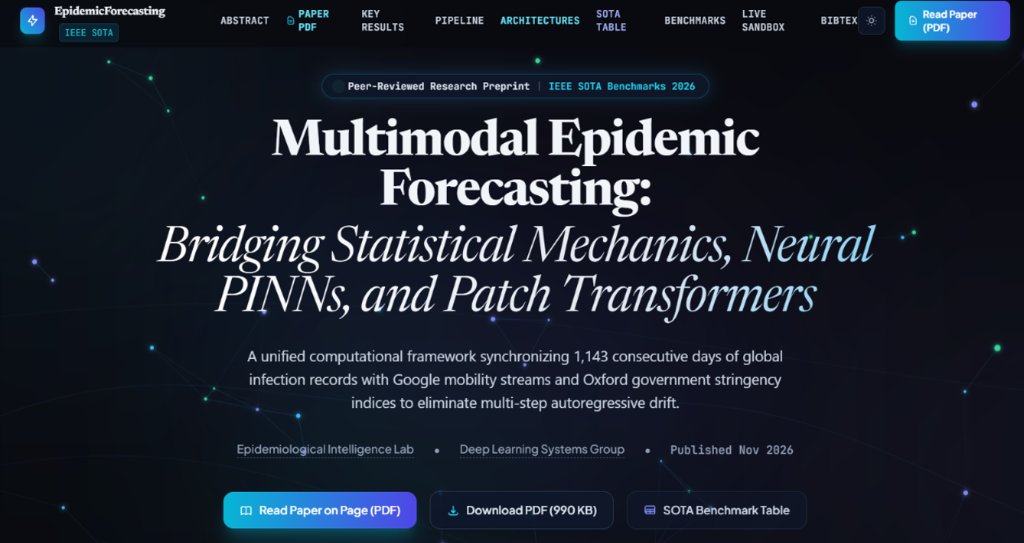 EpidemicForecasting
IEEE SOTA
ABSTRACT
PAPER
PDF
KEY
RESULTS
PIPELINE
ARCHITECTURES
SOTA
TABLE
BENCHMARKS
LIVE
SANDBOX
BIBTEX
Read Paper
(PDF)
Peer-Reviewed Research Preprint | IEEE SOTA Benchmarks 2026
Multimodal Epidemic
Forecasting:
Bridging Statistical Mechanics, Neural
PINNs, and Patch Transformers
A unified computational framework synchronizing 1,143 consecutive days of global
infection records with Google mobility streams and Oxford government stringency
indices to eliminate multi-step autoregressive drift.
Epidemiological Intelligence Lab • Deep Learning Systems Group • Published Nov 2026
Read Paper on Page (PDF)
Download PDF (990 KB)
SOTA Benchmark Table